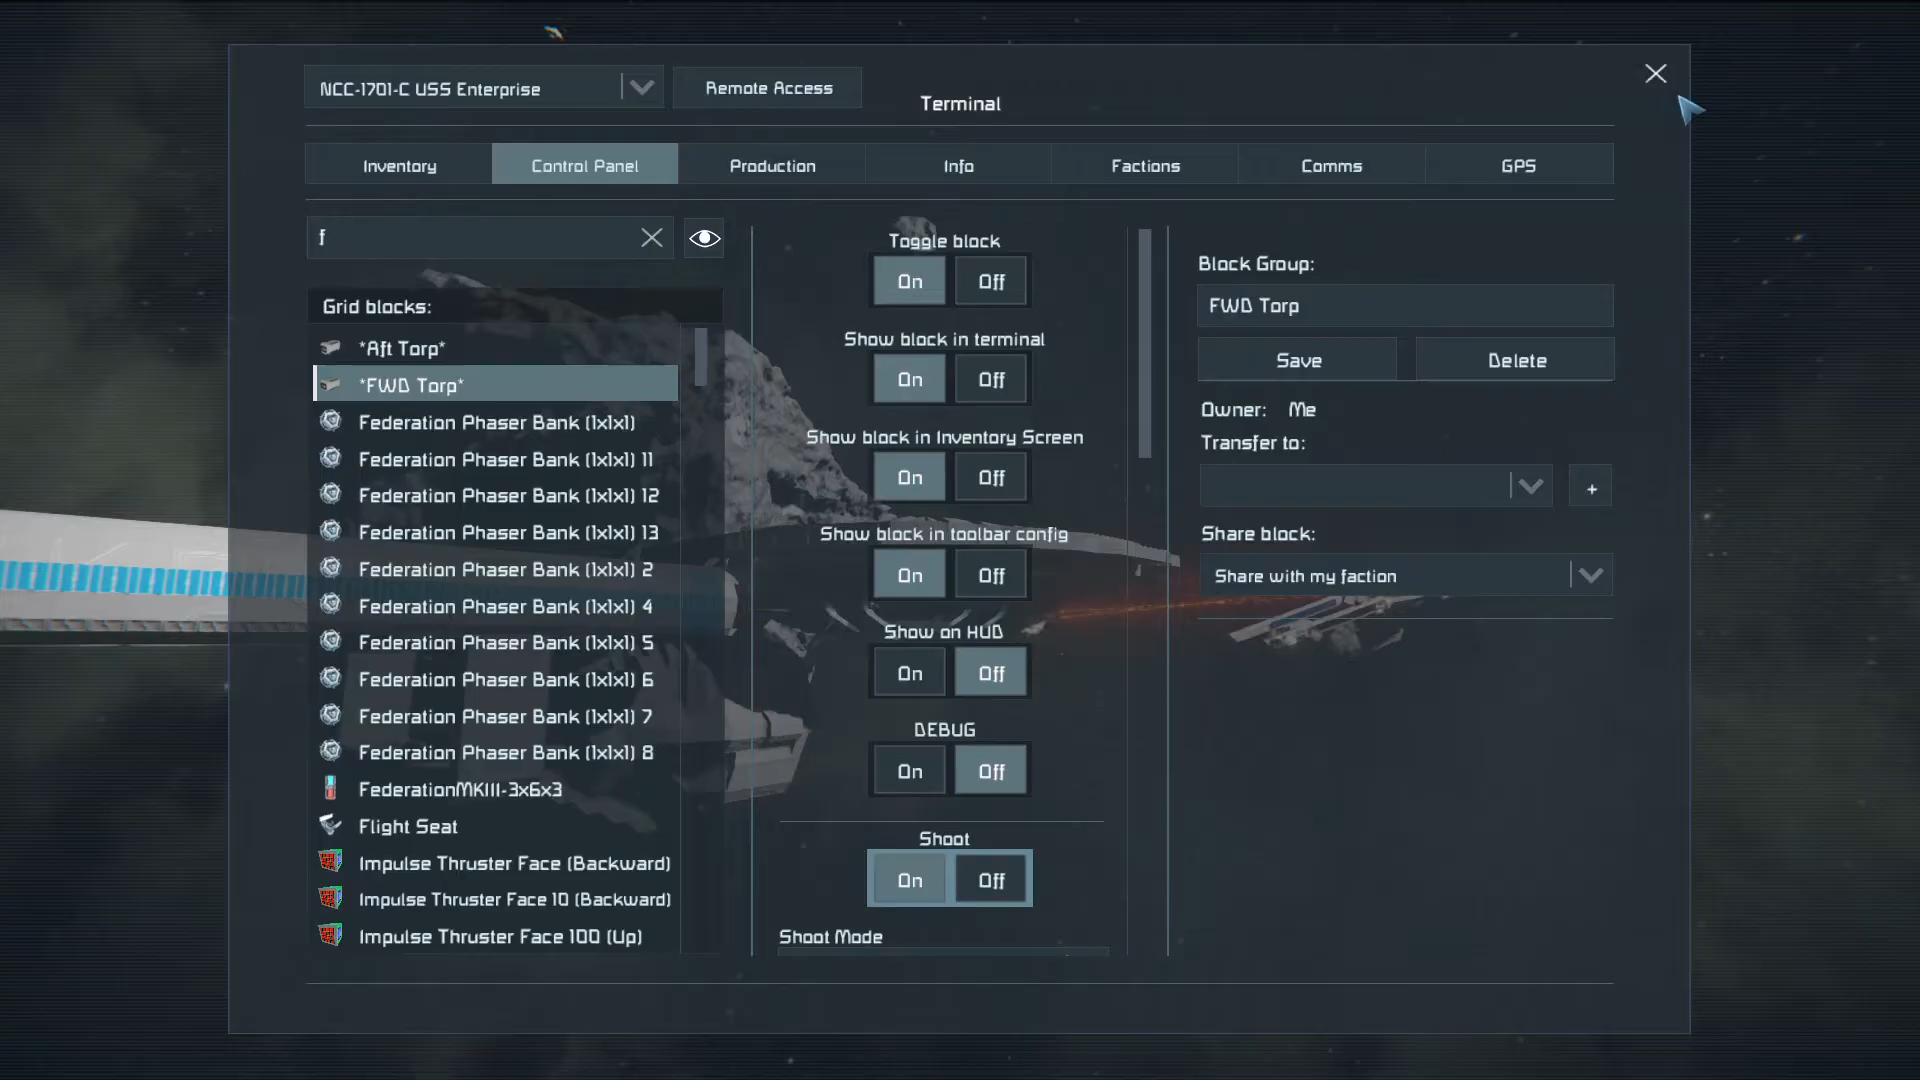 NCC-1701-C USS Enterprise
Remote Access
Terminal
Inventory
Control Panel
Production
Info
Factions
Comms
GPS
f
Grid blocks:
*Aft Torp*
*FWD Torp*
Federation Phaser Bank (1x1x1)
Federation Phaser Bank (1x1x1) 11
Federation Phaser Bank (1x1x1) 12
Federation Phaser Bank (1x1x1) 13
Federation Phaser Bank (1x1x1) 2
Federation Phaser Bank (1x1x1) 4
Federation Phaser Bank (1x1x1) 5
Federation Phaser Bank (1x1x1) 6
Federation Phaser Bank (1x1x1) 7
Federation Phaser Bank (1x1x1) 8
FederationMKIII-3x6x3
Flight Seat
Impulse Thruster Face (Backward)
Impulse Thruster Face 10 (Backward)
Impulse Thruster Face 100 (Up)
Toggle block
On Off
Show block in terminal
On Off
Show block in Inventory Screen
On Off
Show block in toolbar config
On Off
Show on HUD
On Off
DEBUG
On Off
Shoot
On Off
Shoot Mode
Block Group:
FWD Torp
Save Delete
Owner: Me
Transfer to:
+
Share block:
Share with my faction